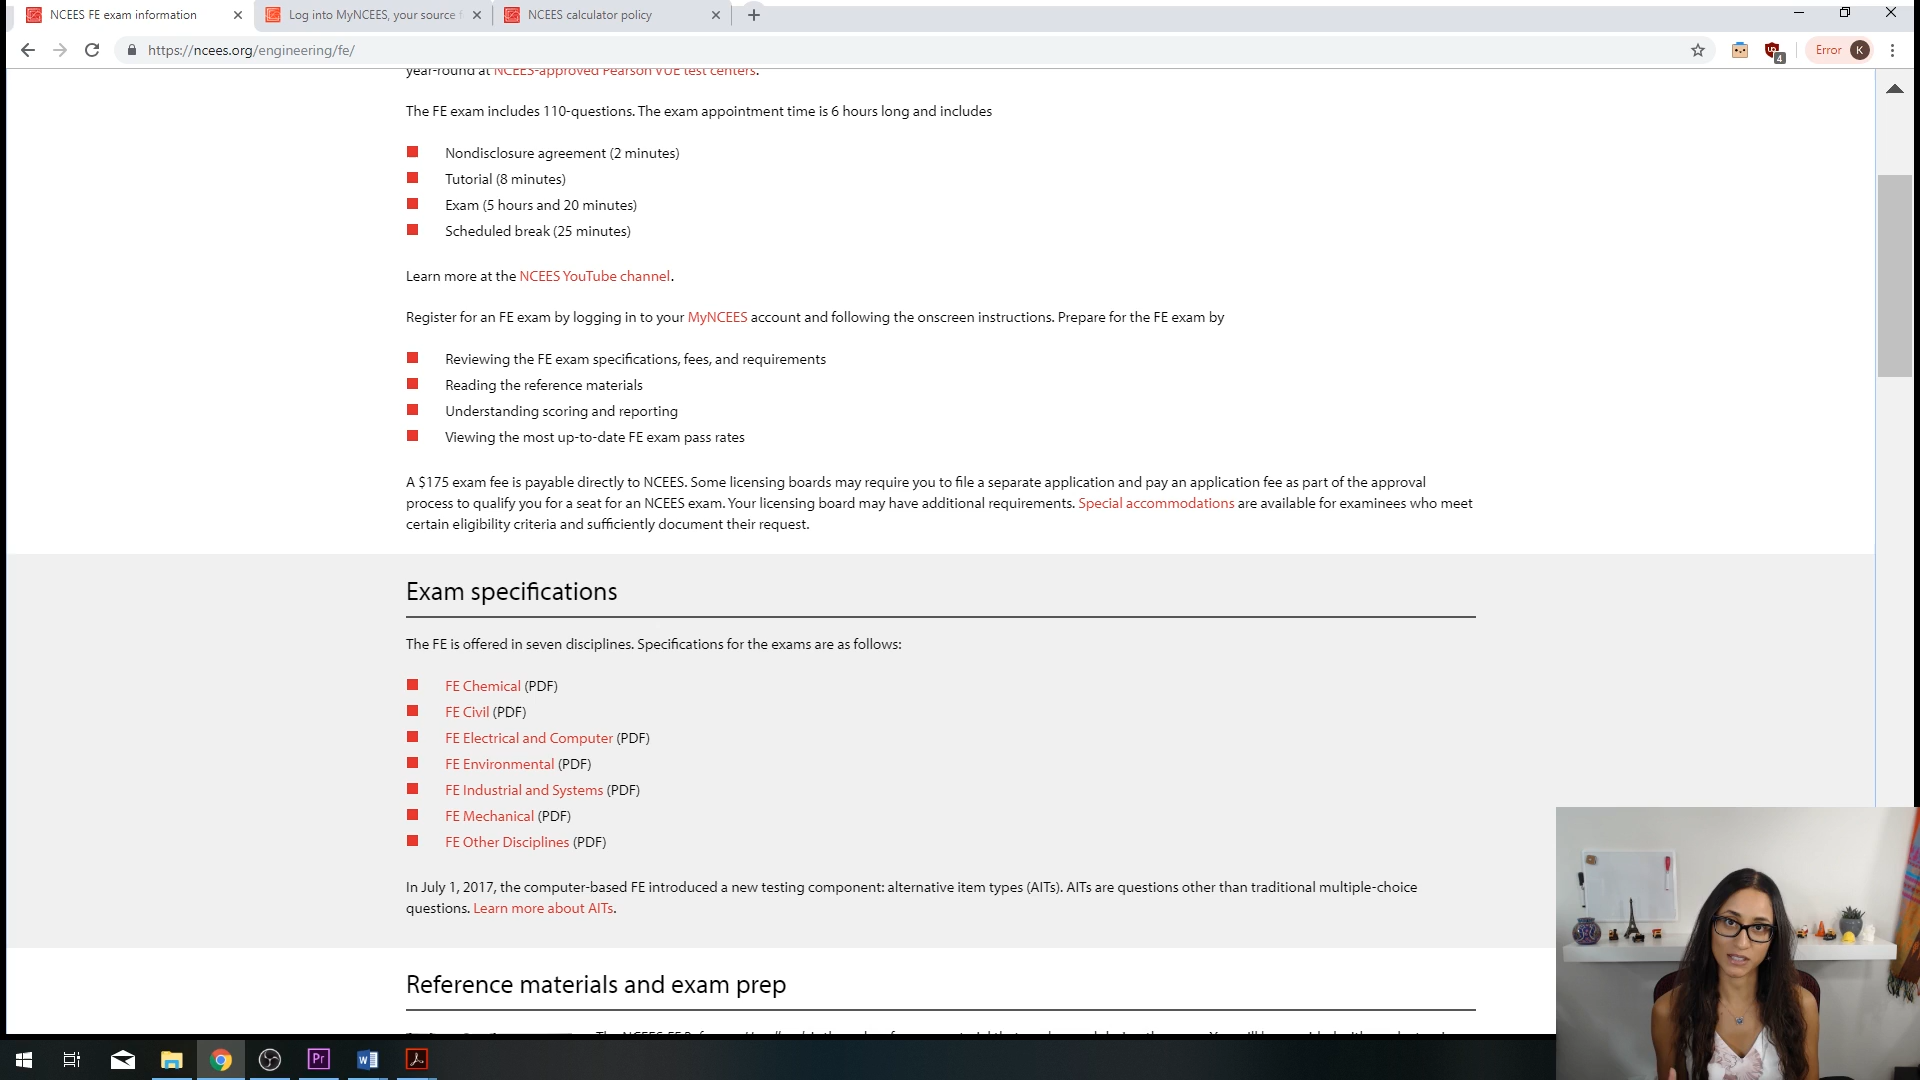 NCEES FE exam information
Log into MyNCEES, your source
NCEES calculator policy
https://ncees.org/engineering/fe/
4
Error K
year-round at NCEES-approved Pearson VUE test centers.
The FE exam includes 110-questions. The exam appointment time is 6 hours long and includes
Nondisclosure agreement (2 minutes)
Tutorial (8 minutes)
Exam (5 hours and 20 minutes)
Scheduled break (25 minutes)
Learn more at the NCEES YouTube channel.
Register for an FE exam by logging in to your MyNCEES account and following the onscreen instructions. Prepare for the FE exam by
Reviewing the FE exam specifications, fees, and requirements
Reading the reference materials
Understanding scoring and reporting
Viewing the most up-to-date FE exam pass rates
A $175 exam fee is payable directly to NCEES. Some licensing boards may require you to file a separate application and pay an application fee as part of the approval
process to qualify you for a seat for an NCEES exam. Your licensing board may have additional requirements. Special accommodations are available for examinees who meet
certain eligibility criteria and sufficiently document their request.
Exam specifications
The FE is offered in seven disciplines. Specifications for the exams are as follows:
FE Chemical (PDF)
FE Civil (PDF)
FE Electrical and Computer (PDF)
FE Environmental (PDF)
FE Industrial and Systems (PDF)
FE Mechanical (PDF)
FE Other Disciplines (PDF)
In July 1, 2017, the computer-based FE introduced a new testing component: alternative item types (AITs). AITs are questions other than traditional multiple-choice
questions. Learn more about AITs.
Reference materials and exam prep
Pr